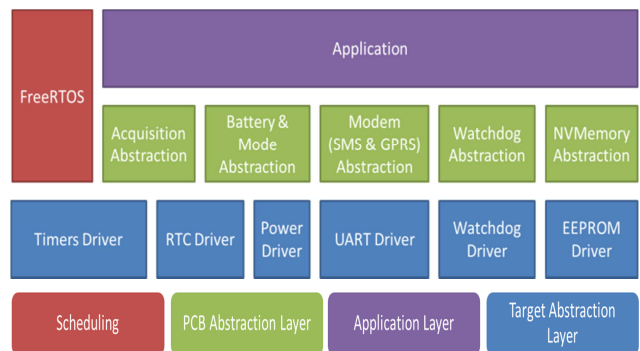 Application
FreeRTOS
Acquisition
Abstraction
Battery &
Mode
Abstraction
Modem
(SMS & GPRS)
Abstraction
Watchdog
Abstraction
NVMemory
Abstraction
Timers Driver
RTC Driver
Power
Driver
UART Driver
Watchdog
Driver
EEPROM
Driver
Scheduling
PCB Abstraction Layer
Application Layer
Target Abstraction
Layer